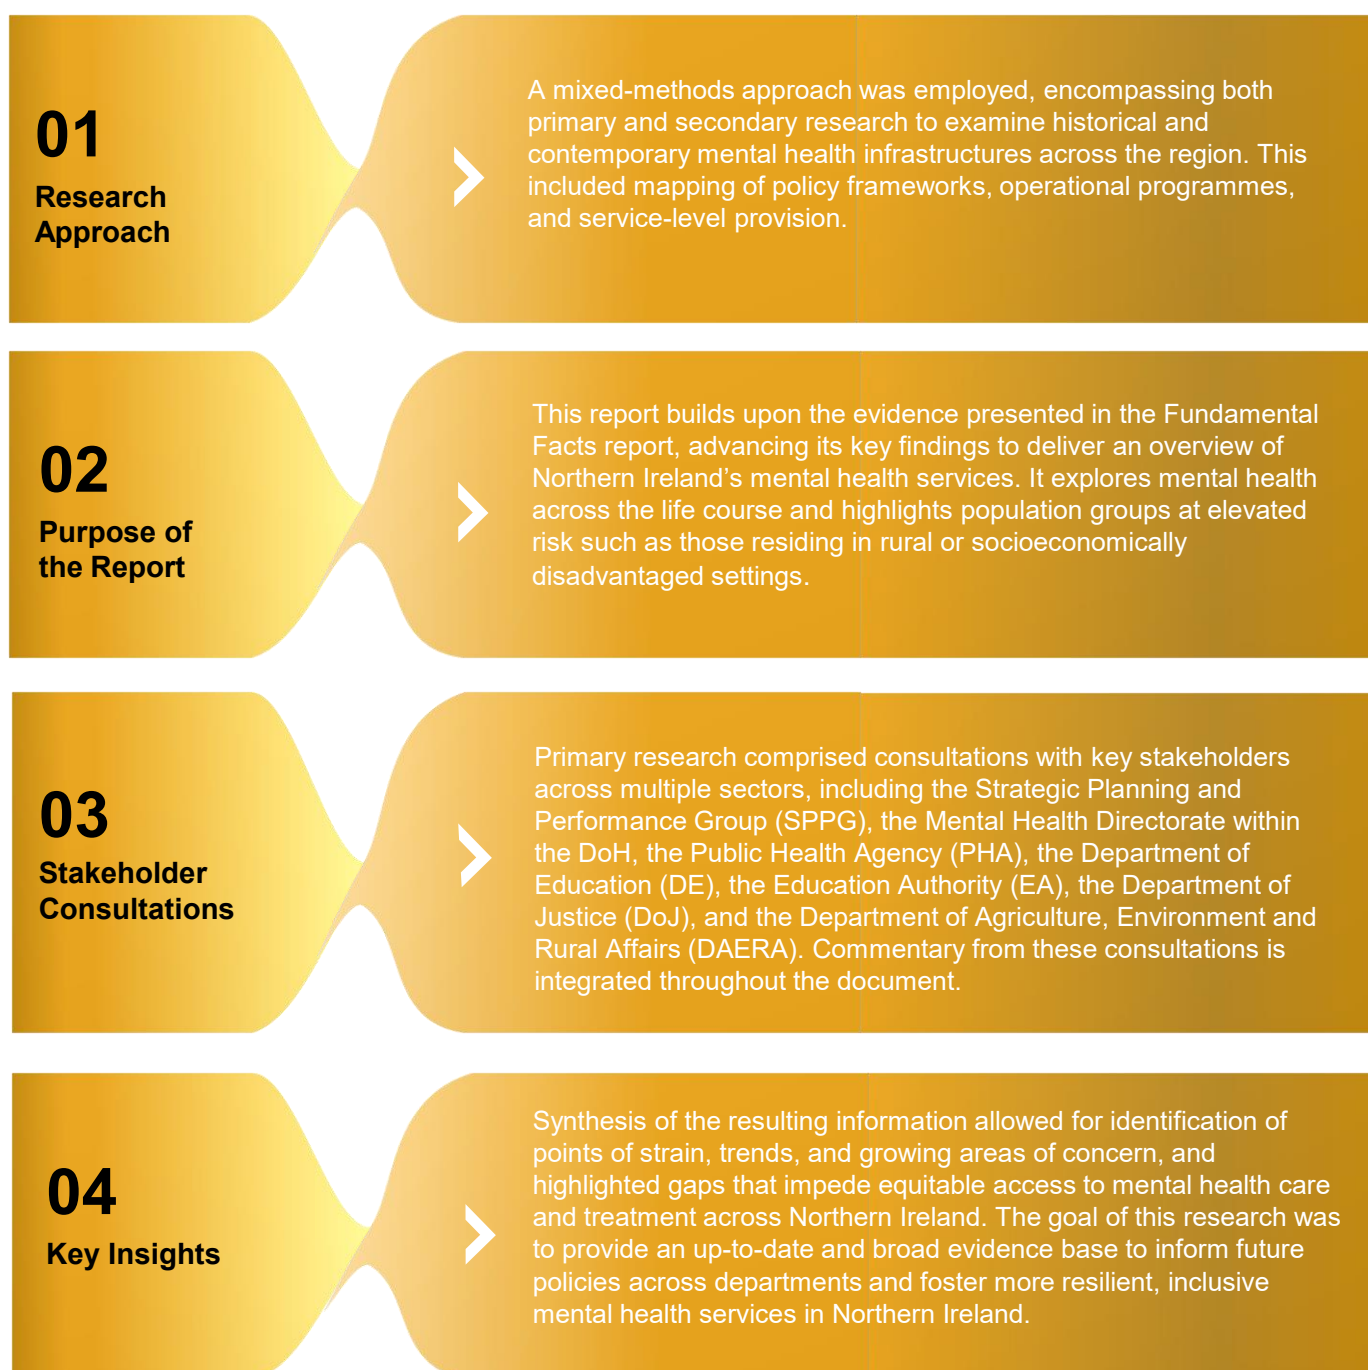 01
Research
Approach
A mixed-methods approach was employed, encompassing both
primary and secondary research to examine historical and
contemporary mental health infrastructures across the region. This
included mapping of policy frameworks, operational programmes,
and service-level provision.
02
Purpose of
the Report
This report builds upon the evidence presented in the Fundamental
Facts report, advancing its key findings to deliver an overview of
Northern Ireland’s mental health services. It explores mental health
across the life course and highlights population groups at elevated
risk such as those residing in rural or socioeconomically
disadvantaged settings.
03
Stakeholder
Consultations
Primary research comprised consultations with key stakeholders
across multiple sectors, including the Strategic Planning and
Performance Group (SPPG), the Mental Health Directorate within
the DoH, the Public Health Agency (PHA), the Department of
Education (DE), the Education Authority (EA), the Department of
Justice (DoJ), and the Department of Agriculture, Environment and
Rural Affairs (DAERA). Commentary from these consultations is
integrated throughout the document.
04
Key Insights
Synthesis of the resulting information allowed for identification of
points of strain, trends, and growing areas of concern, and
highlighted gaps that impede equitable access to mental health care
and treatment across Northern Ireland. The goal of this research was
to provide an up-to-date and broad evidence base to inform future
policies across departments and foster more resilient, inclusive
mental health services in Northern Ireland.